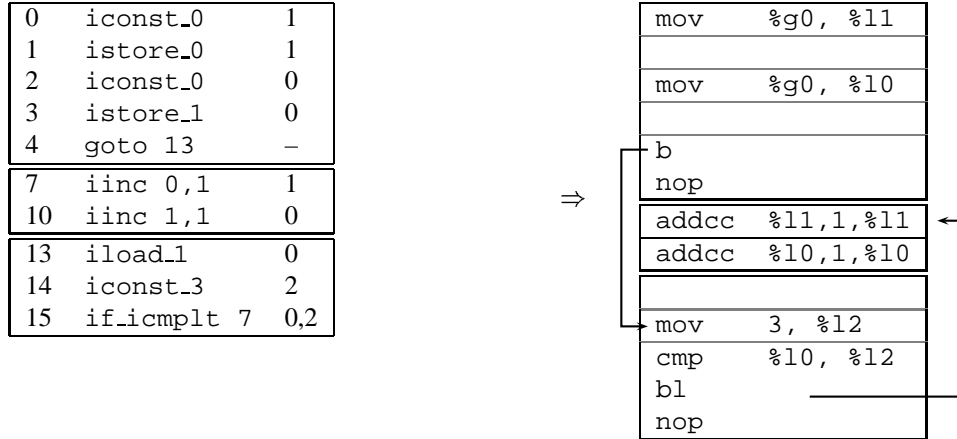 0 iconst_0 1
1 istore_0 1
2 iconst_0 0
3 istore_1 0
4 goto 13 –
7 iinc 0,1 1
10 iinc 1,1 0
13 iload_1 0
14 iconst_3 2
15 if_icmplt 7 0,2
⇒
mov %g0, %l1
mov %g0, %l0
b
nop
addcc %l1,1,%l1
addcc %l0,1,%l0
mov 3, %l2
cmp %l0, %l2
bl
nop